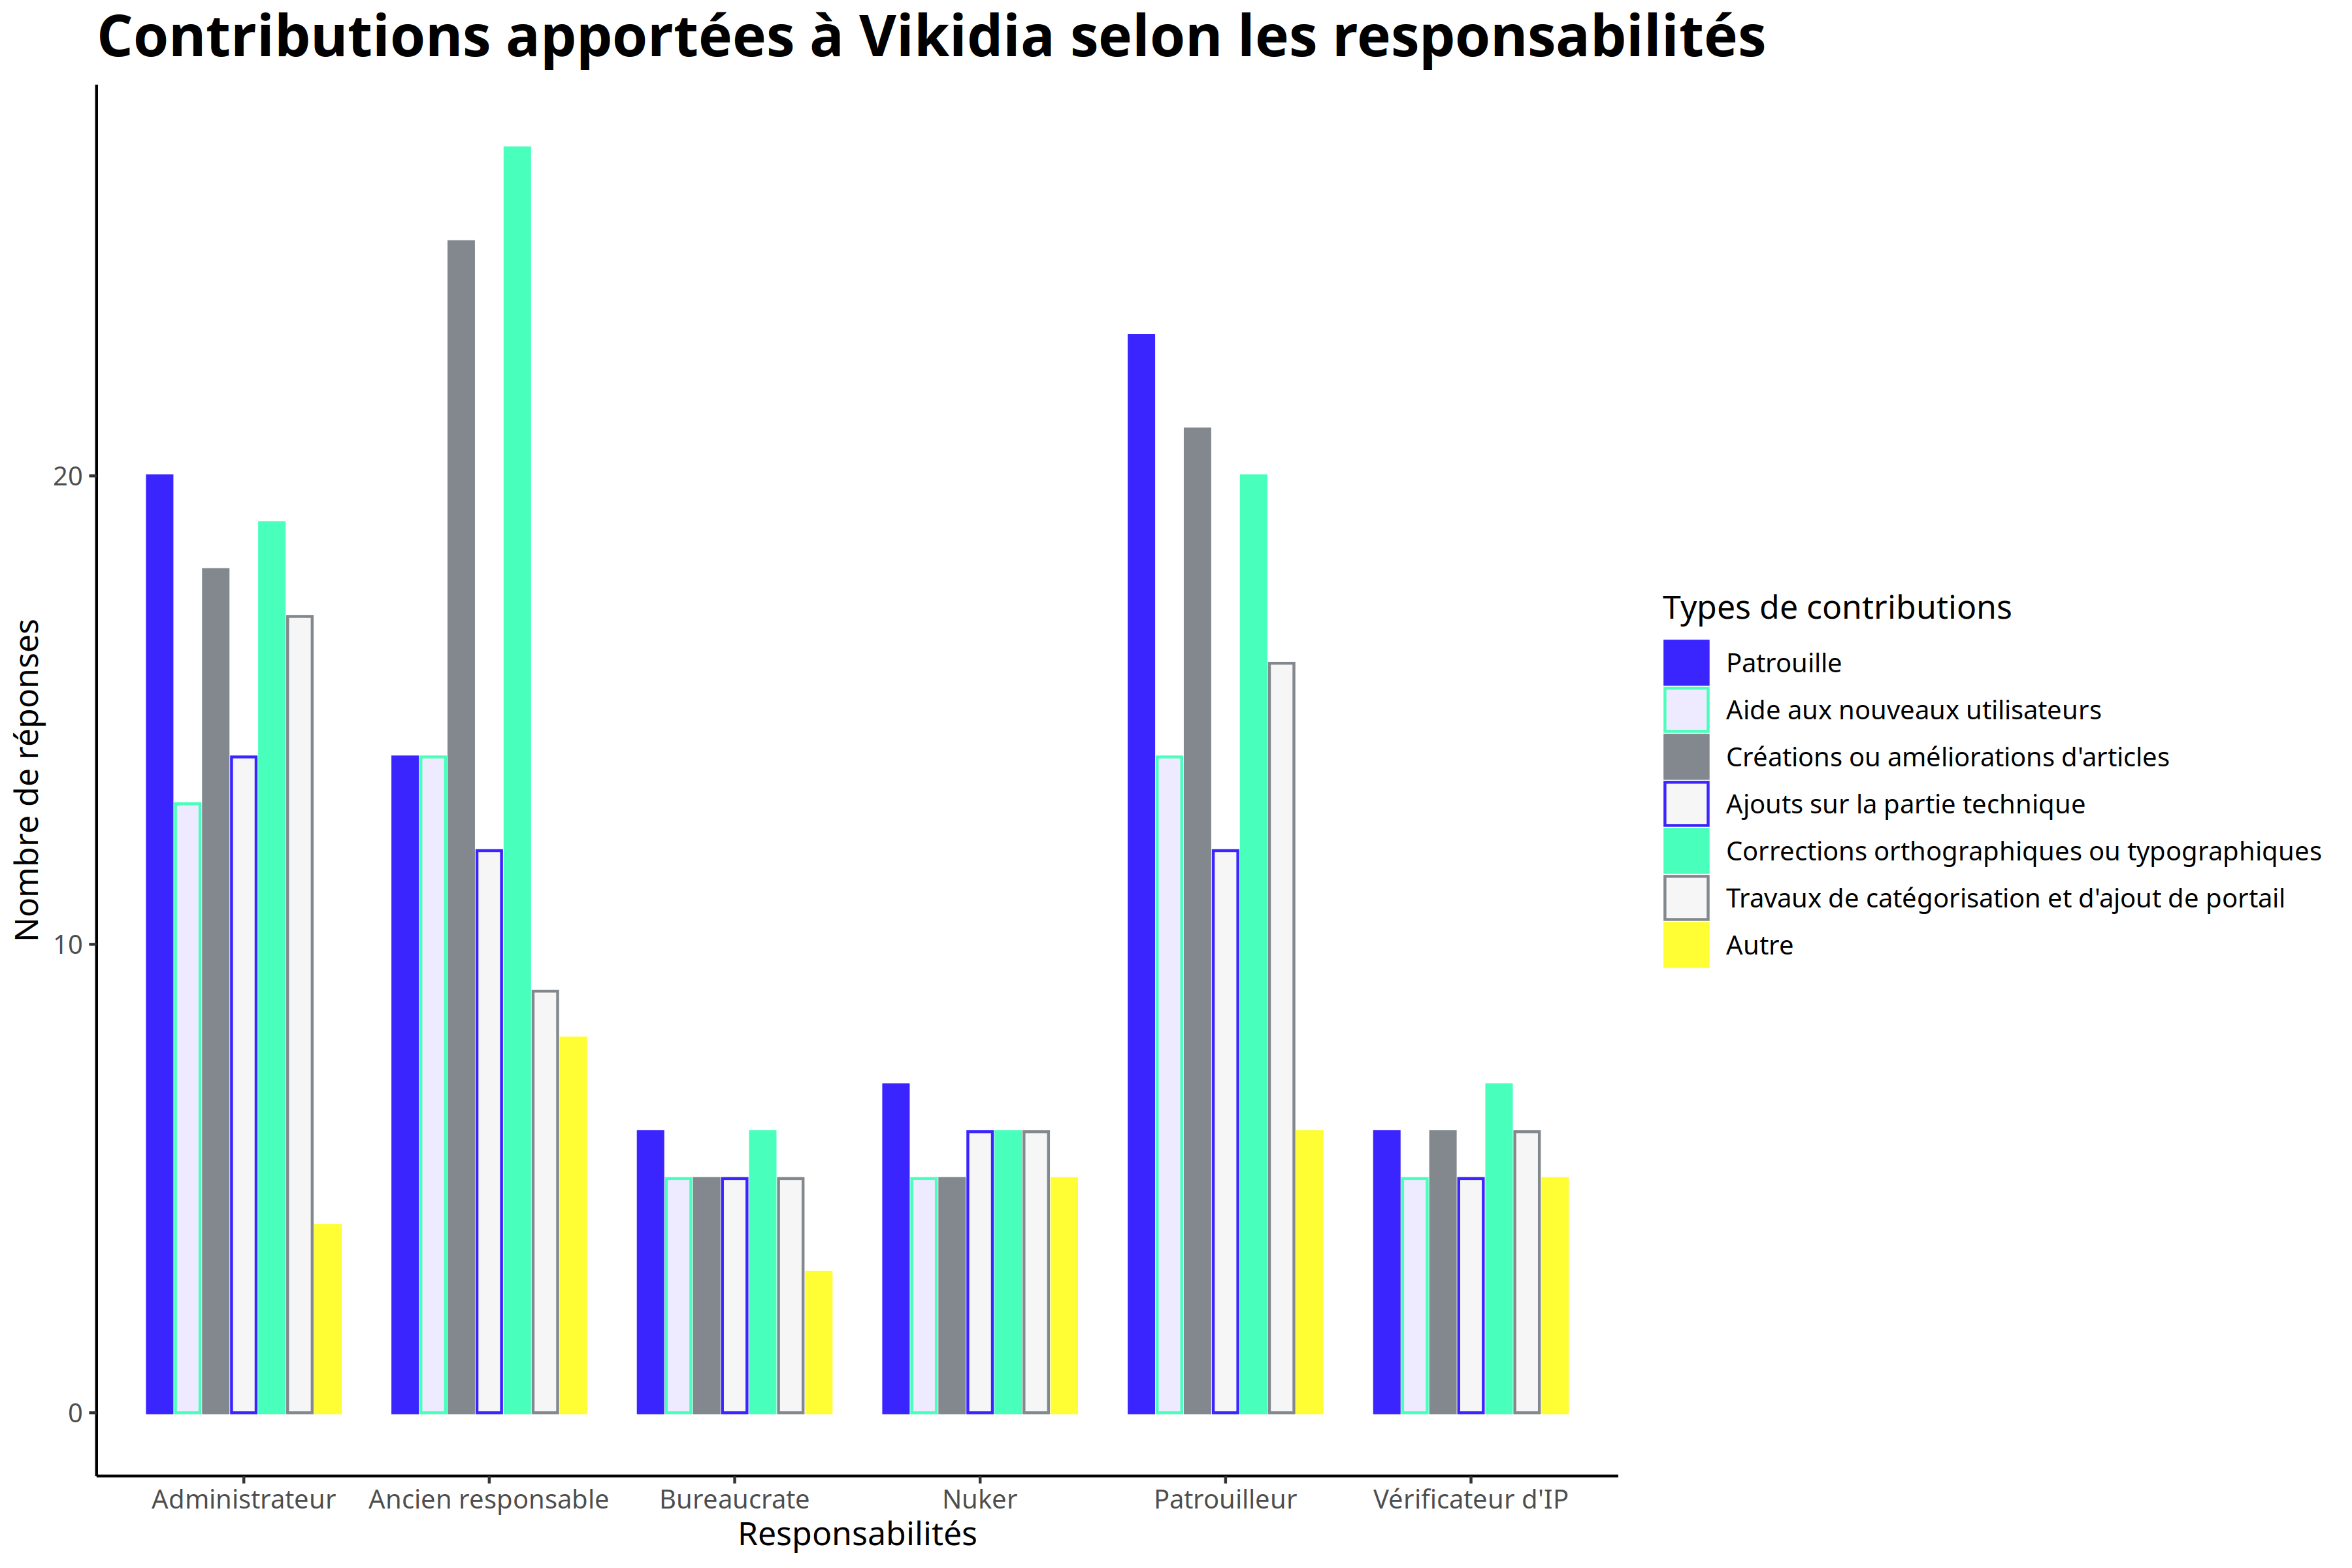 Contributions apportées à Vikidia selon les responsabilités
Nombre de réponses
20
10
0
Administrateur
Ancien responsable
Bureaucrate
Nuker
Patrouilleur
Vérificateur d'IP
Responsabilités
Types de contributions
Patrouille
Aide aux nouveaux utilisateurs
Créations ou améliorations d'articles
Ajouts sur la partie technique
Corrections orthographiques ou typographiques
Travaux de catégorisation et d'ajout de portail
Autre